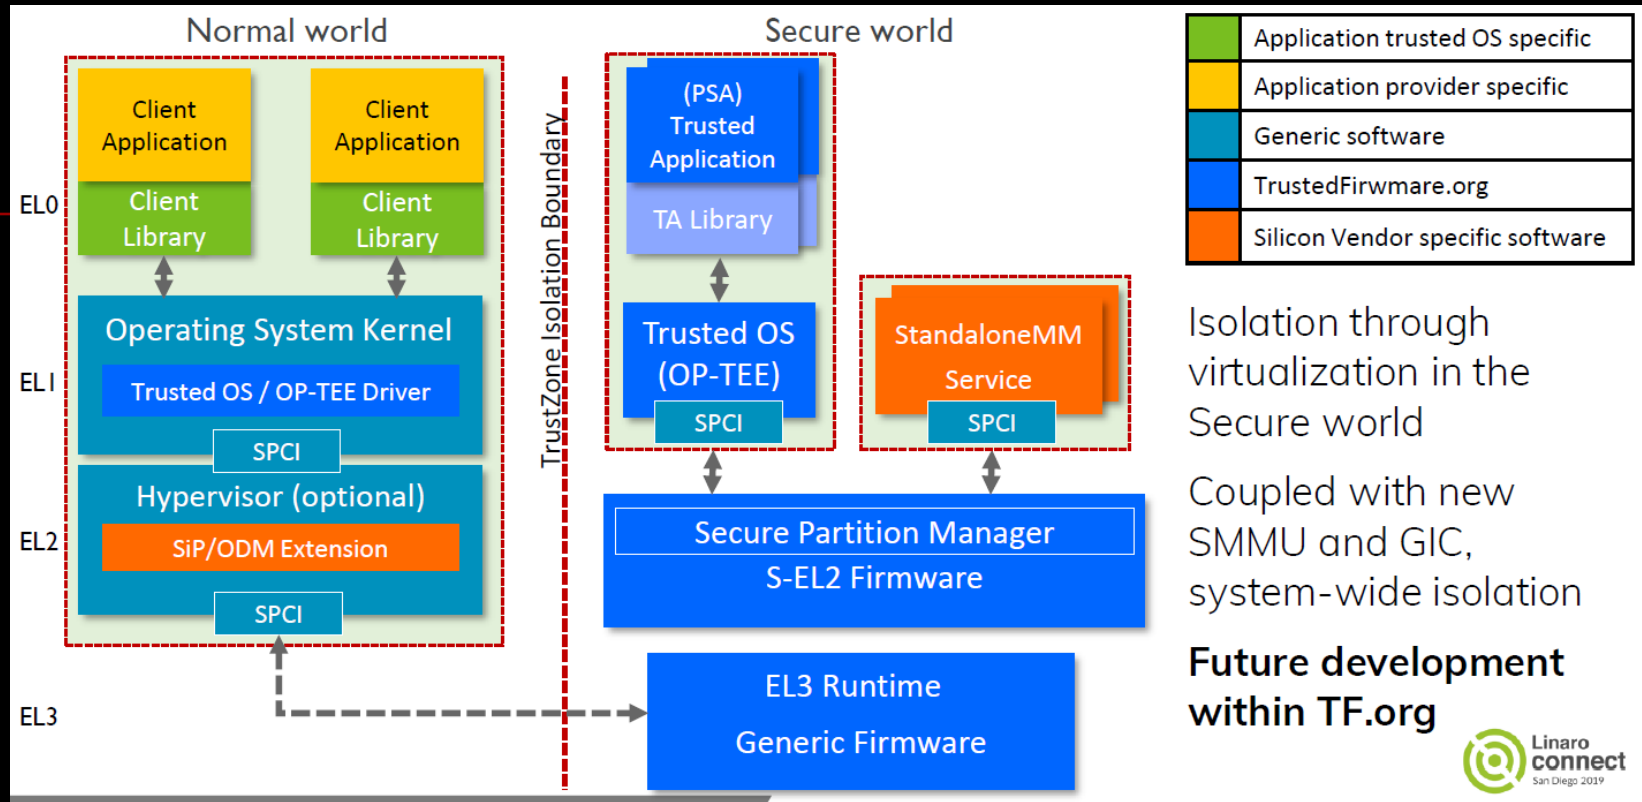 Normal world
Secure world
Client
Application
Client
Application
Client
Library
Client
Library
EL0
Operating System Kernel
Trusted OS / OP-TEE Driver
EL1
SPCI
Hypervisor (optional)
SiP/ODM Extension
EL2
SPCI
EL3
TrustZone Isolation Boundary
(PSA)
Trusted
Application
TA Library
Trusted OS
(OP-TEE)
SPCI
StandaloneMM
Service
SPCI
Secure Partition Manager
S-EL2 Firmware
EL3 Runtime
Generic Firmware
Application trusted OS specific
Application provider specific
Generic software
TrustedFirwmare.org
Silicon Vendor specific software
Isolation through
virtualization in the
Secure world
Coupled with new
SMMU and GIC,
system-wide isolation
Future development
within TF.org
Linaro
connect
San Diego 2019